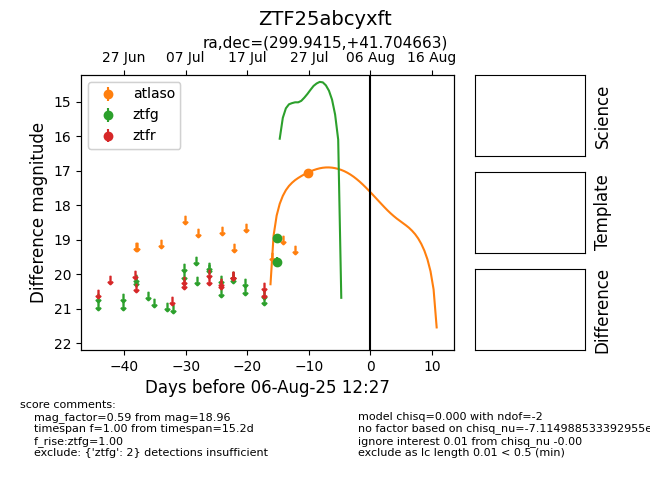 ZTF25abcyxft
ra,dec=(299.9415,+41.704663)
27 Jun 07 Jul 17 Jul 27 Jul 06 Aug 16 Aug
atlaso
ztfg
ztfr
15
16
17
18
19
20
21
22
Difference magnitude
−40 −30 −20 −10 0 10
Days before 06-Aug-25 12:27
Science
Template
Difference
score comments:
mag_factor=0.59 from mag=18.96
timespan f=1.00 from timespan=15.2d
f_rise:ztfg=1.00
exclude: {'ztfg': 2} detections insufficient
model chisq=0.000 with ndof=-2
no factor based on chisq_nu=-7.114988533392955e
ignore interest 0.01 from chisq_nu -0.00
exclude as lc length 0.01 < 0.5 (min)